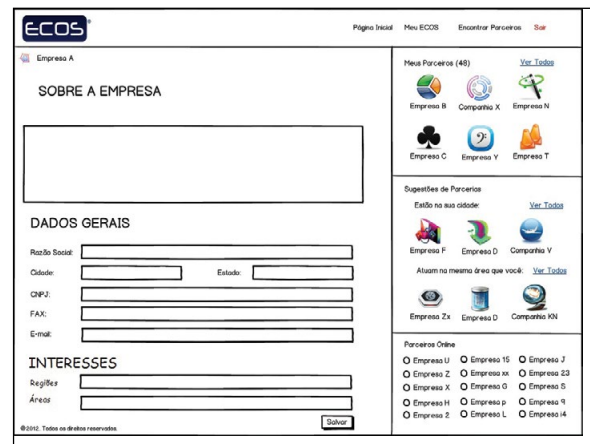 ECOS
Página Inicial Meu ECOS Encontrar Parceiros Sair
Empresa A
SOBRE A EMPRESA
DADOS GERAIS
Razão Social:
Cidade: Estado:
CNPJ:
FAX:
E-mail:
INTERESSES
Regiões
Áreas
Salvar
©2012. Todos os direitos reservados
Meus Parceiros (48) Ver Todos
Empresa B Companhia X Empresa N
Empresa C Empresa Y Empresa T
Sugestões de Parcerias
Estão na sua cidade: Ver Todos
Empresa F Empresa D Companhia V
Atuam na mesma área que você: Ver Todos
Empresa Zx Empresa D Companhia KN
Parceiros Online
Empresa U Empresa 15 Empresa J
Empresa Z Empresa xx Empresa 23
Empresa X Empresa G Empresa S
Empresa H Empresa p Empresa 9
Empresa 2 Empresa L Empresa i4